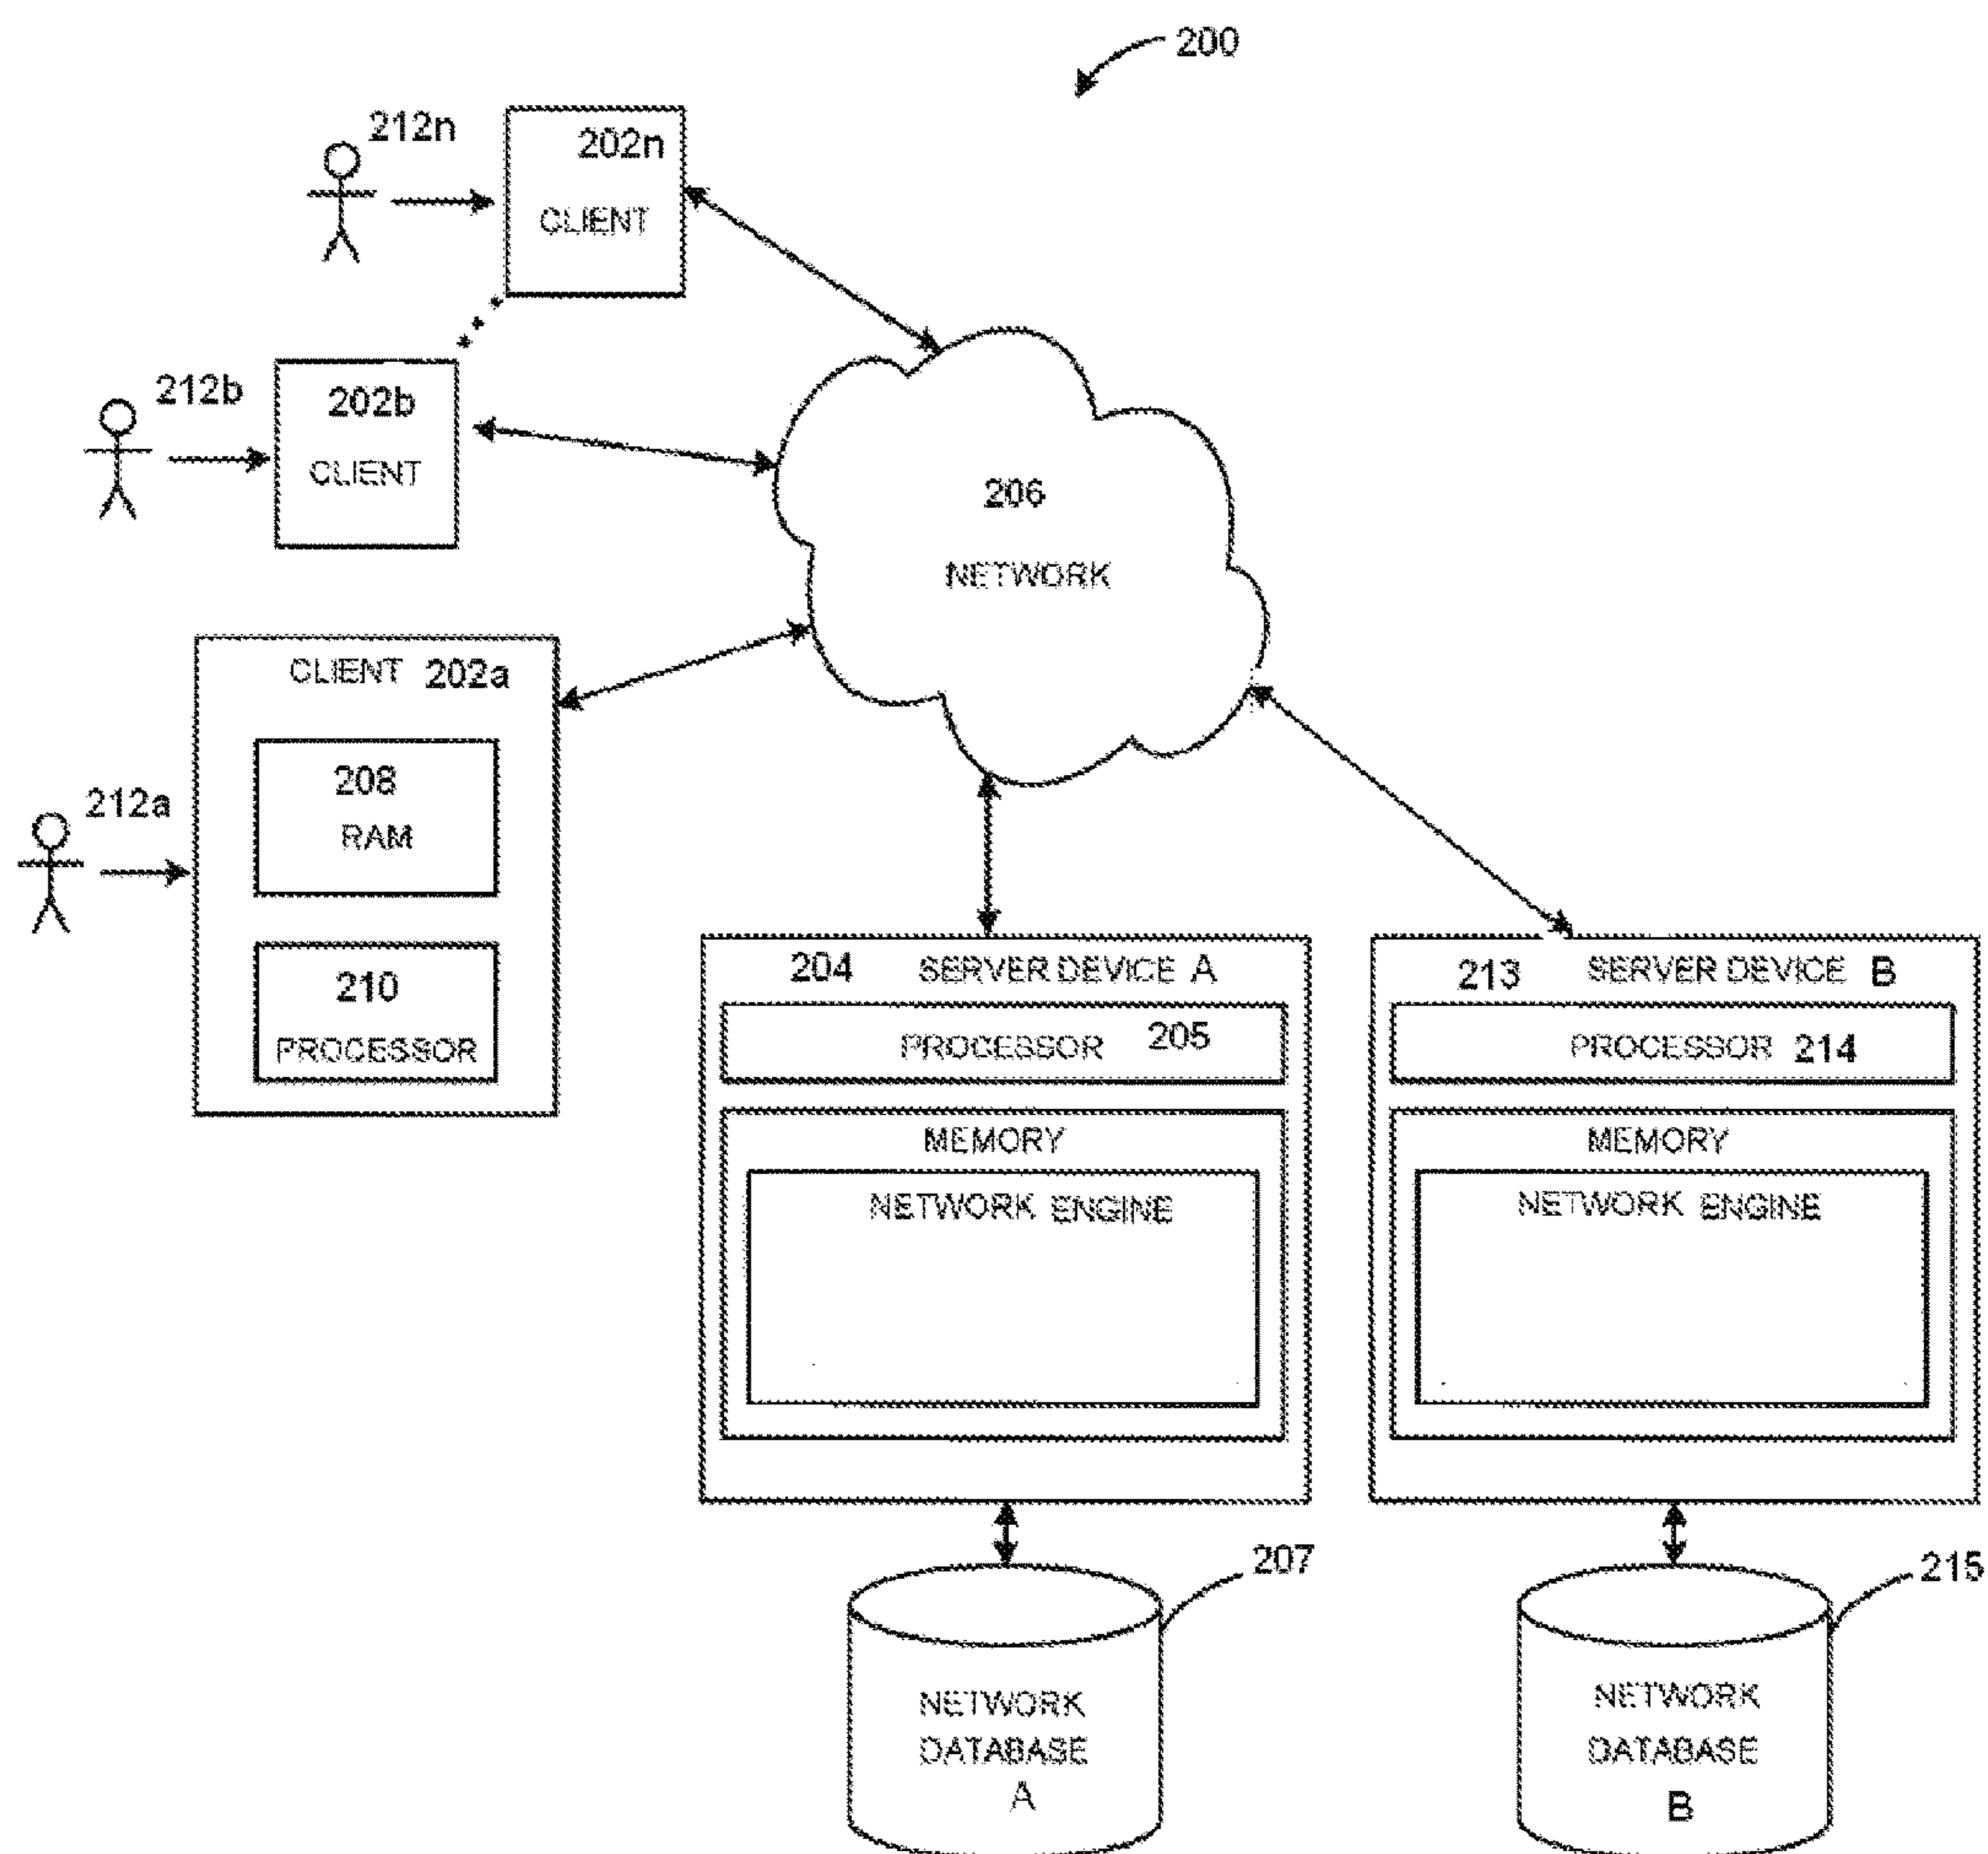 200
212n
202n
CLIENT
212b
202b
CLIENT
206
NETWORK
CLIENT 202a
208
RAM
212a
210
PROCESSOR
204 SERVER DEVICE A
PROCESSOR 205
MEMORY
NETWORK ENGINE
213 SERVER DEVICE B
PROCESSOR 214
MEMORY
NETWORK ENGINE
207
NETWORK
DATABASE
A
215
NETWORK
DATABASE
B